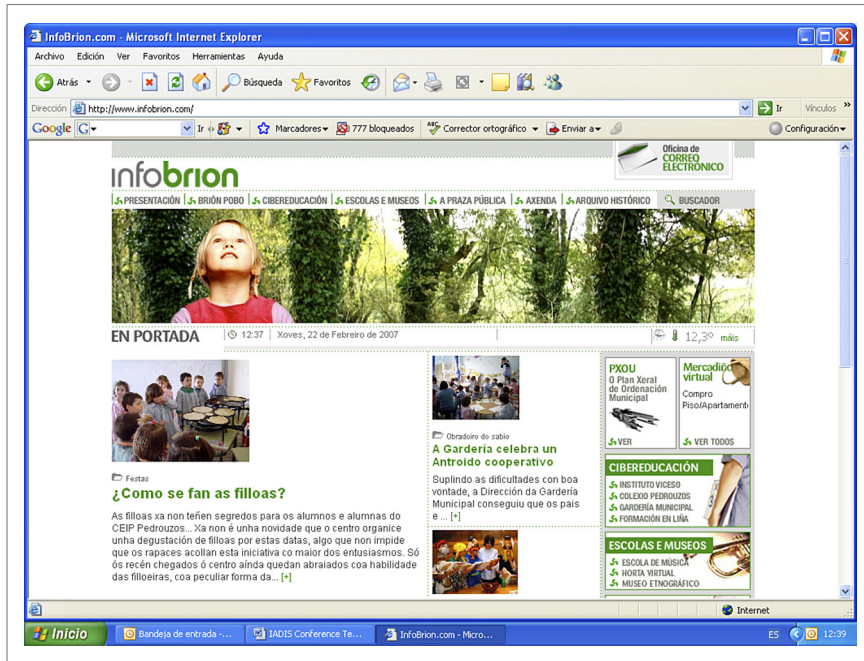 InfoBrion.com - Microsoft Internet Explorer
Archivo Edición Ver Favoritos Herramientas Ayuda
Atrás Búsqueda Favoritos
Dirección http://www.infobrion.com/ Ir Vínculos
Google G Ir Marcadores 777 bloqueados ABC Corrector ortográfico Enviar a Configuración
Oficina de
CORREO
ELECTRÓNICO
infobrion
PRESENTACIÓN BRIÓN POBO CIBEREDUCACIÓN ESCOLAS E MUSEOS A PRAZA PÚBLICA AXENDA ARQUIVO HISTÓRICO BUSCADOR
EN PORTADA 12:37 Xoves, 22 de Febreiro de 2007 12,3º máis
Festas
¿Como se fan as filloas?
As filloas xa non teñen segredos para os alumnos e alumnas do
CEIP Pedrouzos... Xa non é unha novidade que o centro organice
unha degustación de filloas por estas datas, algo que non impide
que os rapaces acollan esta iniciativa co maior dos entusiasmos. Só
ós recén chegados ó centro aínda quedan abraiados coa habilidade
das filloeiras, coa peculiar forma da... [+]
Obradoiro do sabio
A Gardería celebra un
Antroido cooperativo
Suplindo as dificultades con boa
vontade, a Dirección da Gardería
Municipal conseguiu que os pais
e ... [+]
PXOU
O Plan Xeral
de Ordenación
Municipal
VER
Mercadiño
virtual
Compro
Piso/Apartament
VER TODOS
CIBEREDUCACIÓN
INSTITUTO VICESO
COLEXIO PEDROUZOS
GARDERÍA MUNICIPAL
FORMACIÓN EN LIÑA
ESCOLAS E MUSEOS
ESCOLA DE MÚSICA
HORTA VIRTUAL
MUSEO ETNOGRÁFICO
Internet
Inicio Bandeja de entrada -... IADIS Conference Te... InfoBrion.com - Micro... ES 12:39